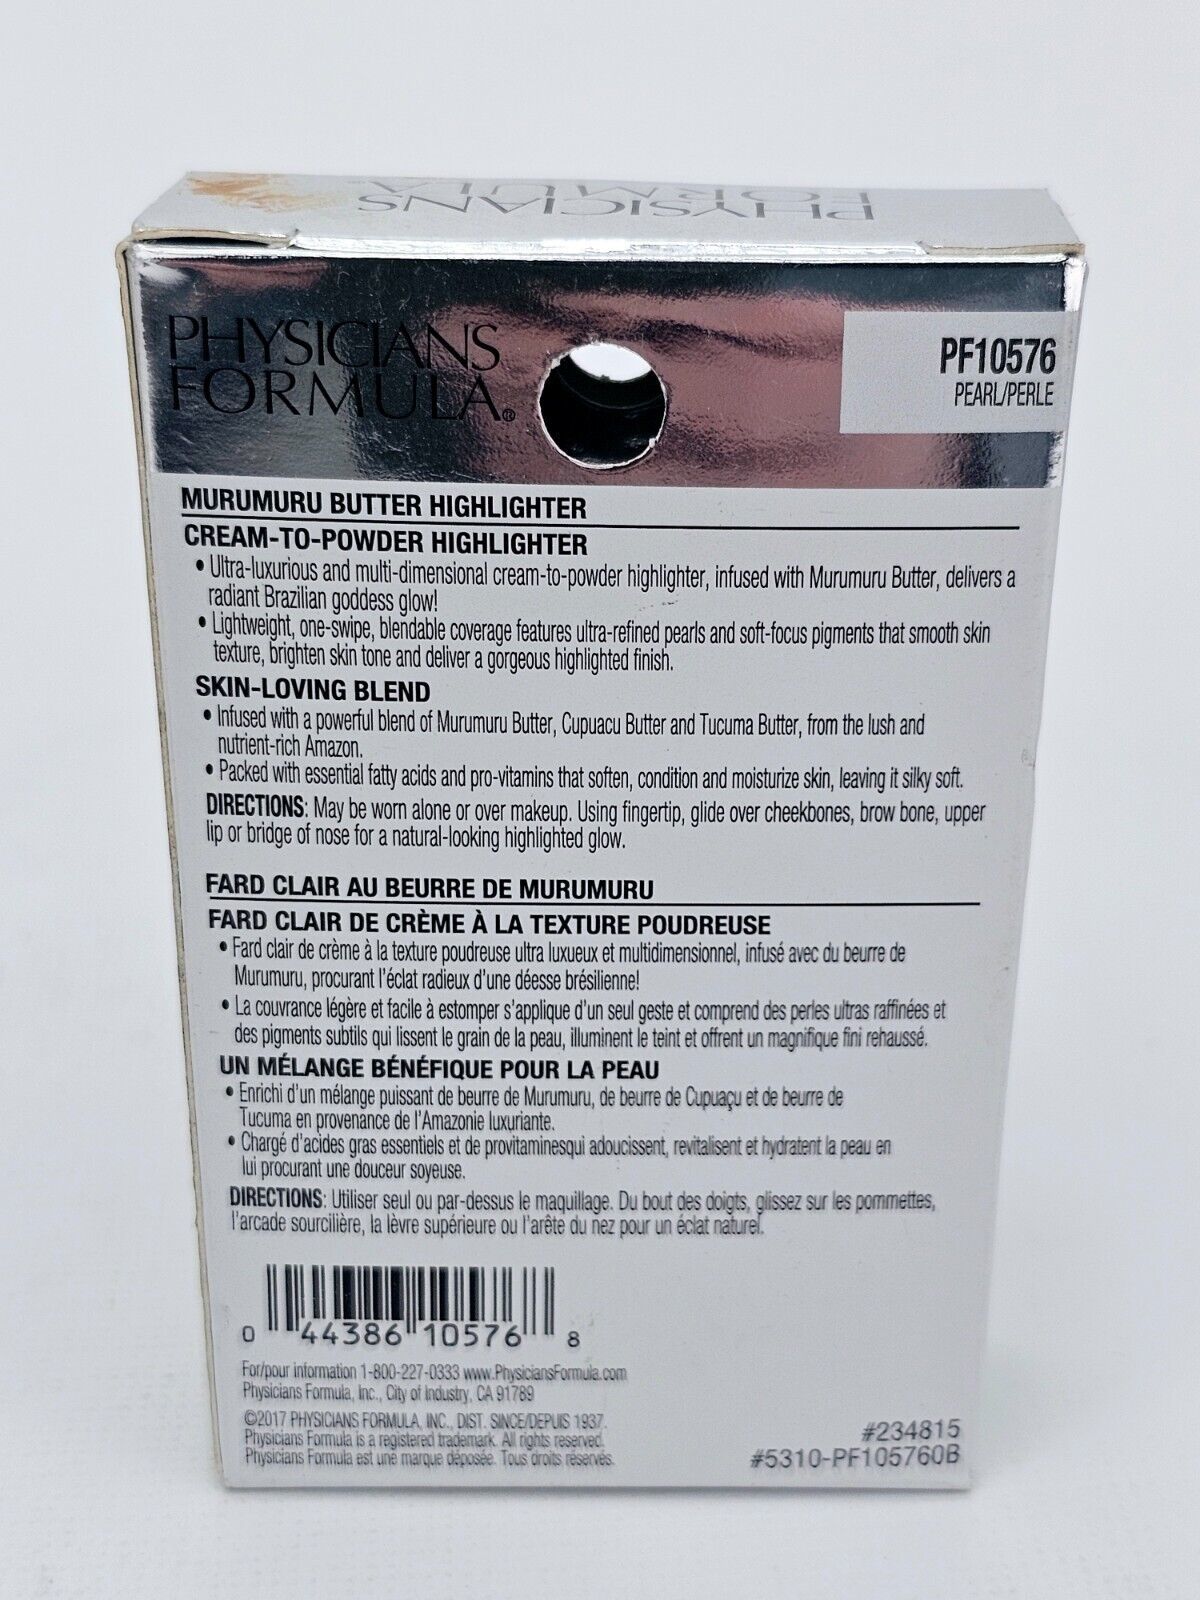 PHYSICIANS
FORMULA
PHYSICIANS
FORMULA®
PF10576
PEARL/PERLE
MURUMURU BUTTER HIGHLIGHTER
CREAM-TO-POWDER HIGHLIGHTER
• Ultra-luxurious and multi-dimensional cream-to-powder highlighter, infused with Murumuru Butter, delivers a
radiant Brazilian goddess glow!
• Lightweight, one-swipe, blendable coverage features ultra-refined pearls and soft-focus pigments that smooth skin
texture, brighten skin tone and deliver a gorgeous highlighted finish.
SKIN-LOVING BLEND
• Infused with a powerful blend of Murumuru Butter, Cupuacu Butter and Tucuma Butter, from the lush and
nutrient-rich Amazon.
• Packed with essential fatty acids and pro-vitamins that soften, condition and moisturize skin, leaving it silky soft.
DIRECTIONS: May be worn alone or over makeup. Using fingertip, glide over cheekbones, brow bone, upper
lip or bridge of nose for a natural-looking highlighted glow.
FARD CLAIR AU BEURRE DE MURUMURU
FARD CLAIR DE CRÈME À LA TEXTURE POUDREUSE
• Fard clair de crème à la texture poudreuse ultra luxueux et multidimensionnel, infusé avec du beurre de
Murumuru, procurant l'éclat radieux d'une déesse brésilienne!
• La couvrance légère et facile à estomper s'applique d'un seul geste et comprend des perles ultras raffinées et
des pigments subtils qui lissent le grain de la peau, illuminent le teint et offrent un magnifique fini rehaussé.
UN MÉLANGE BÉNÉFIQUE POUR LA PEAU
• Enrichi d'un mélange puissant de beurre de Murumuru, de beurre de Cupuaçu et de beurre de
Tucuma en provenance de l'Amazonie luxuriante.
• Chargé d'acides gras essentiels et de provitaminesqui adoucissent, revitalisent et hydratent la peau en
lui procurant une douceur soyeuse.
DIRECTIONS: Utiliser seul ou par-dessus le maquillage. Du bout des doigts, glissez sur les pommettes,
l'arcade sourcilière, la lèvre supérieure ou l'arête du nez pour un éclat naturel.
0 44386 10576 8
For/pour information 1-800-227-0333 www.PhysiciansFormula.com
Physicians Formula, Inc., City of Industry, CA 91789
©2017 PHYSICIANS FORMULA, INC., DIST. SINCE/DEPUIS 1937.
Physicians Formula is a registered trademark. All rights reserved.
Physicians Formula est une marque déposée. Tous droits réservés.
#234815
#5310-PF105760B